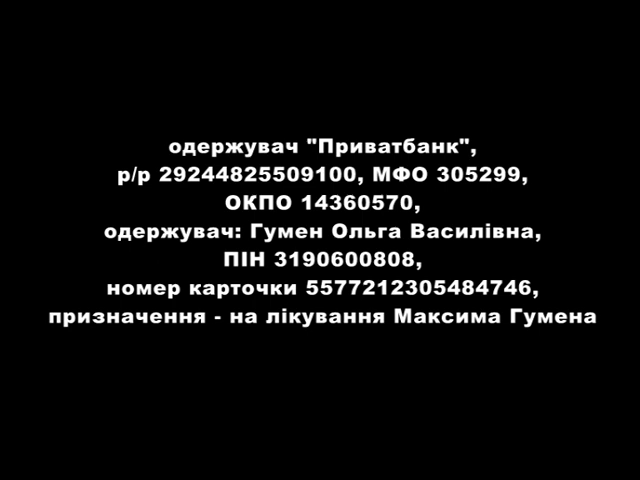 одержувач "Приватбанк",
р/р 29244825509100, МФО 305299,
ОКПО 14360570,
одержувач: Гумен Ольга Василівна,
ПІН 3190600808,
номер карточки 5577212305484746,
призначення - на лікування Максима Гумена